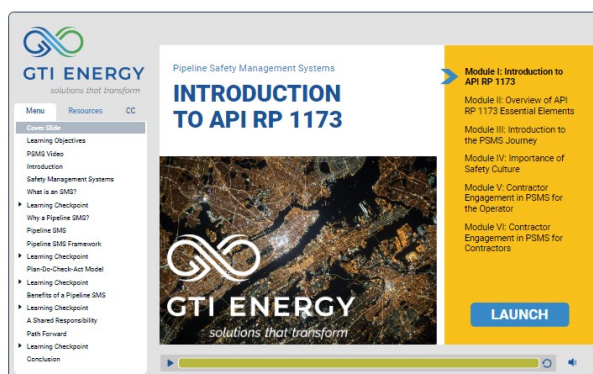 GTI ENERGY
solutions that transform
Menu Resources CC
Cover Slide
Learning Objectives
PSMS Video
Introduction
Safety Management Systems
What is an SMS?
Learning Checkpoint
Why a Pipeline SMS?
Pipeline SMS
Pipeline SMS Framework
Learning Checkpoint
Plan-Do-Check-Act Model
Learning Checkpoint
Benefits of a Pipeline SMS
Learning Checkpoint
A Shared Responsibility
Path Forward
Learning Checkpoint
Conclusion
Pipeline Safety Management Systems
INTRODUCTION
TO API RP 1173
GTI ENERGY
solutions that transform
Module I: Introduction to
API RP 1173
Module II: Overview of API
RP 1173 Essential Elements
Module III: Introduction to
the PSMS Journey
Module IV: Importance of
Safety Culture
Module V: Contractor
Engagement in PSMS for
the Operator
Module VI: Contractor
Engagement in PSMS for
Contractors
LAUNCH